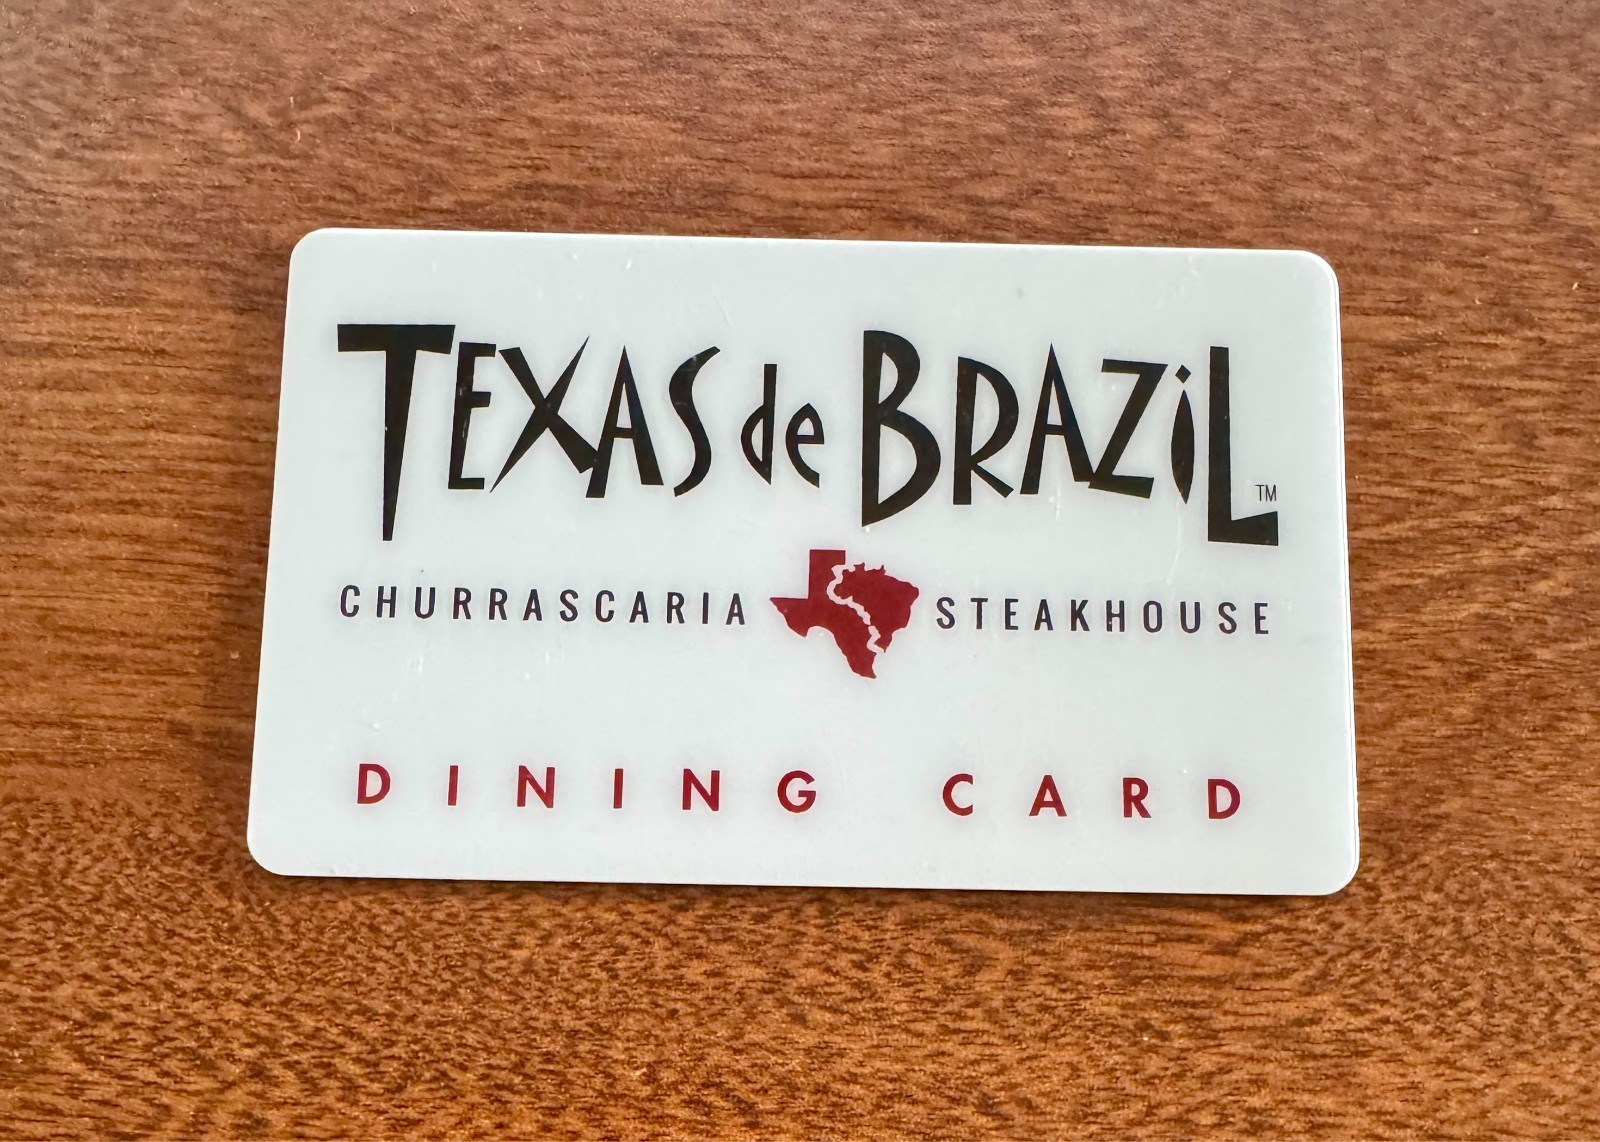 TEXAS de BRAZiL™
CHURRASCARIA STEAKHOUSE
DINING CARD